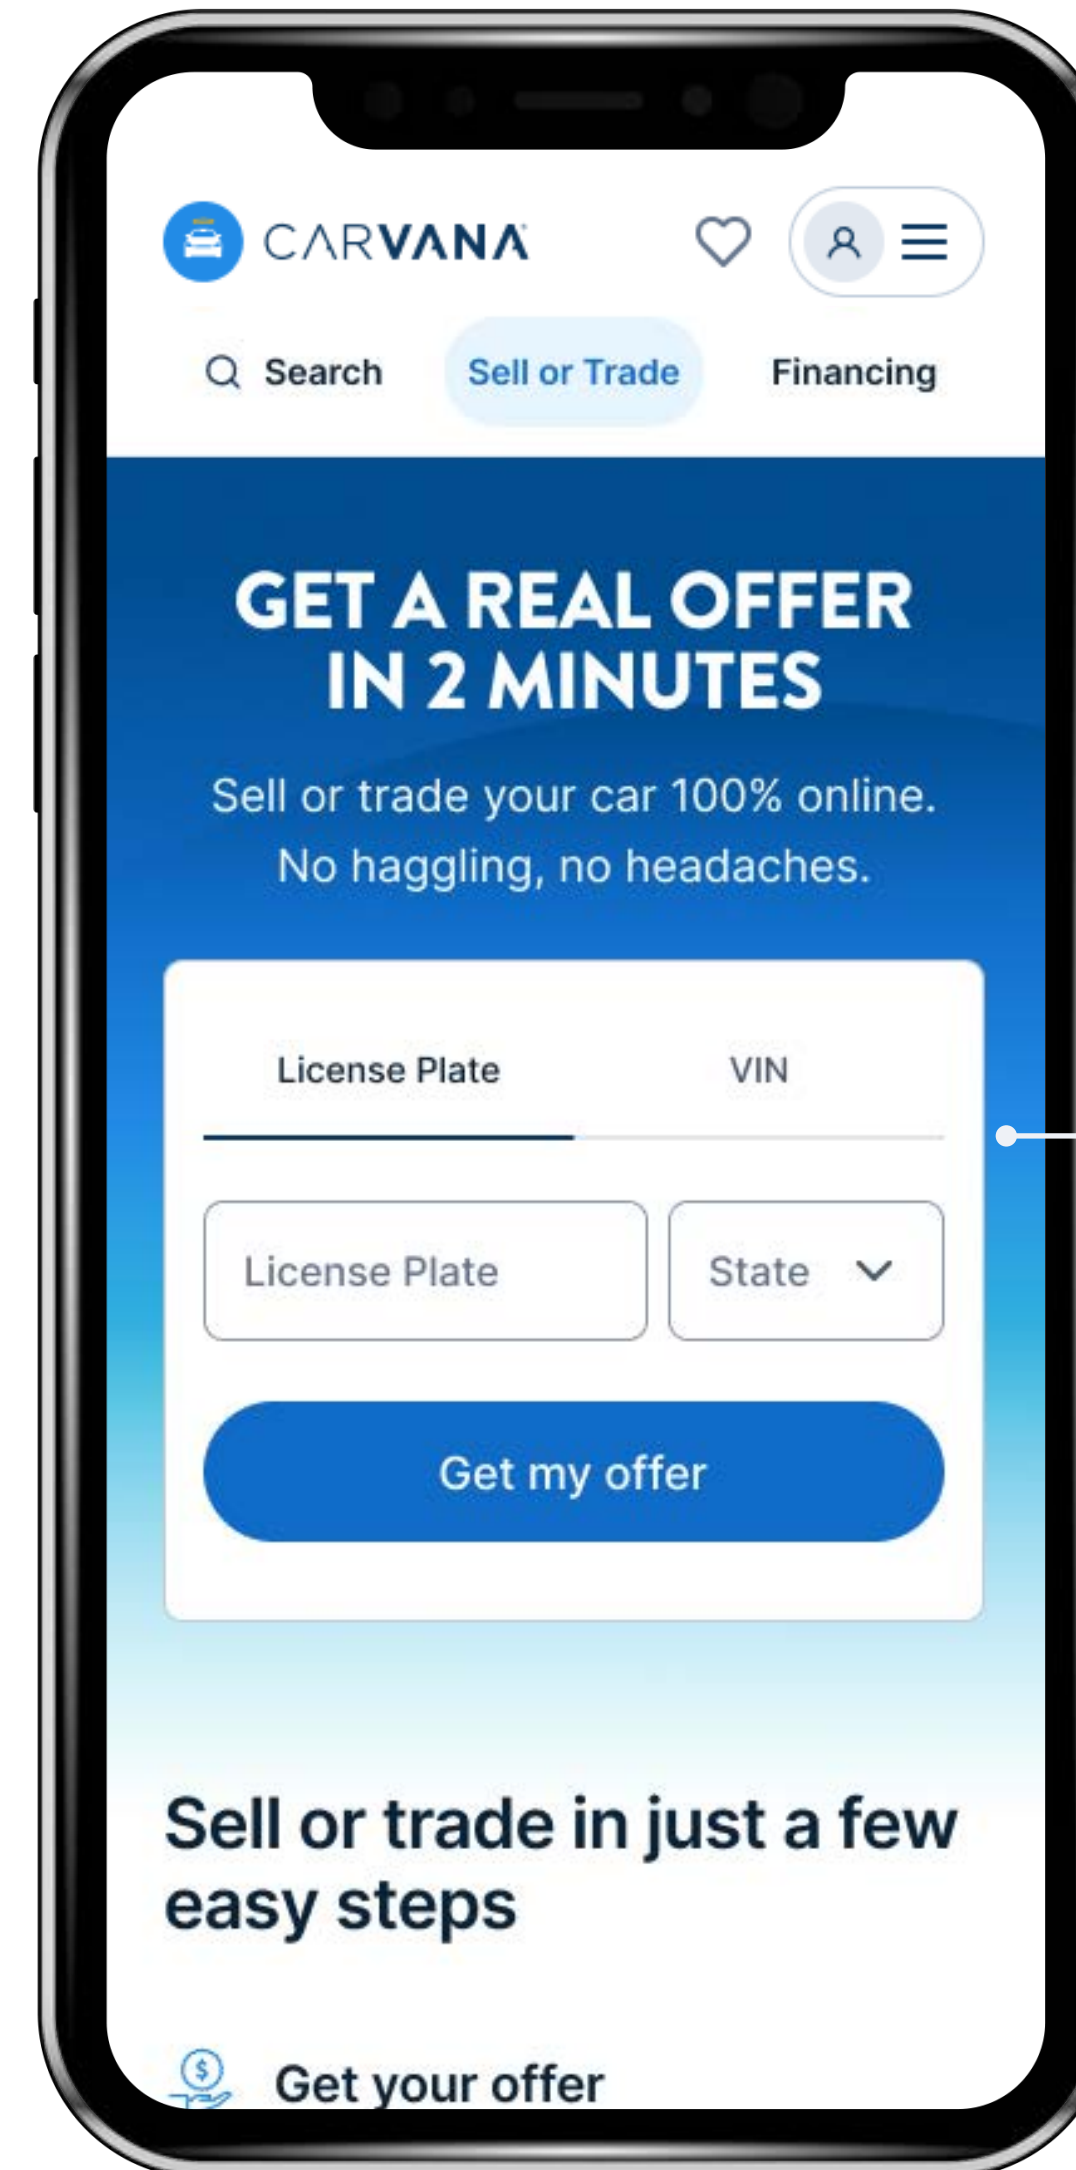 CARVANA
Search Sell or Trade Financing
GET A REAL OFFER
IN 2 MINUTES
Sell or trade your car 100% online.
No haggling, no headaches.
License Plate VIN
License Plate State
Get my offer
Sell or trade in just a few
easy steps
$ Get your offer